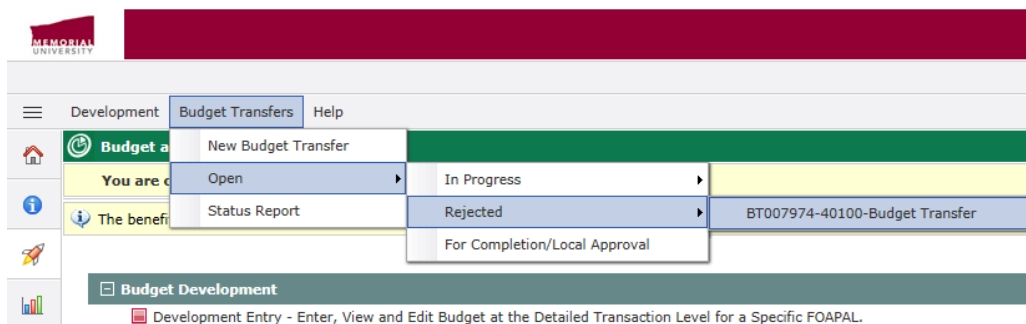 MEMORIAL
UNIVERSITY
Development Budget Transfers Help
Budget a
New Budget Transfer
You are
Open
In Progress
The benefi
Status Report
Rejected
BT007974-40100-Budget Transfer
For Completion/Local Approval
Budget Development
Development Entry - Enter, View and Edit Budget at the Detailed Transaction Level for a Specific FOAPAL.